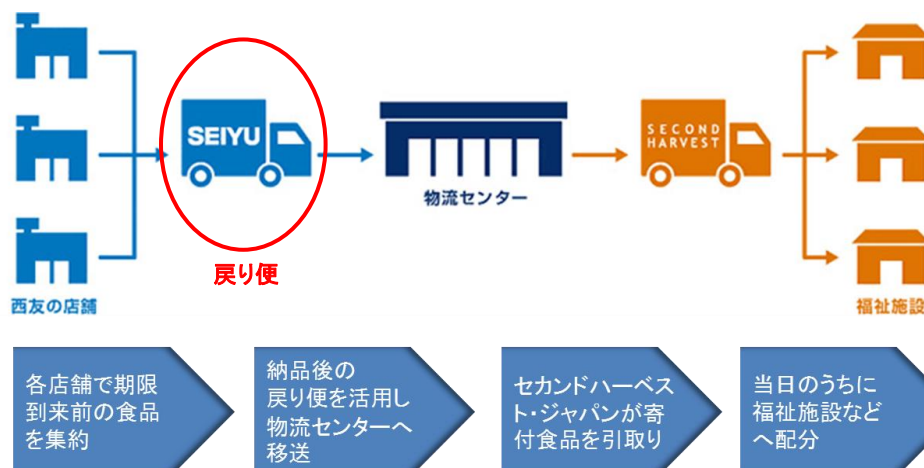 SEIYU
SECOND
HARVEST
物流センター
戻り便
西友の店舗
福祉施設
各店舗で期限
到来前の食品
を集約
納品後の
戻り便を活用し
物流センターへ
移送
セカンドハーベス
ト・ジャパンが寄
付食品を引取り
当日のうちに
福祉施設など
へ配分